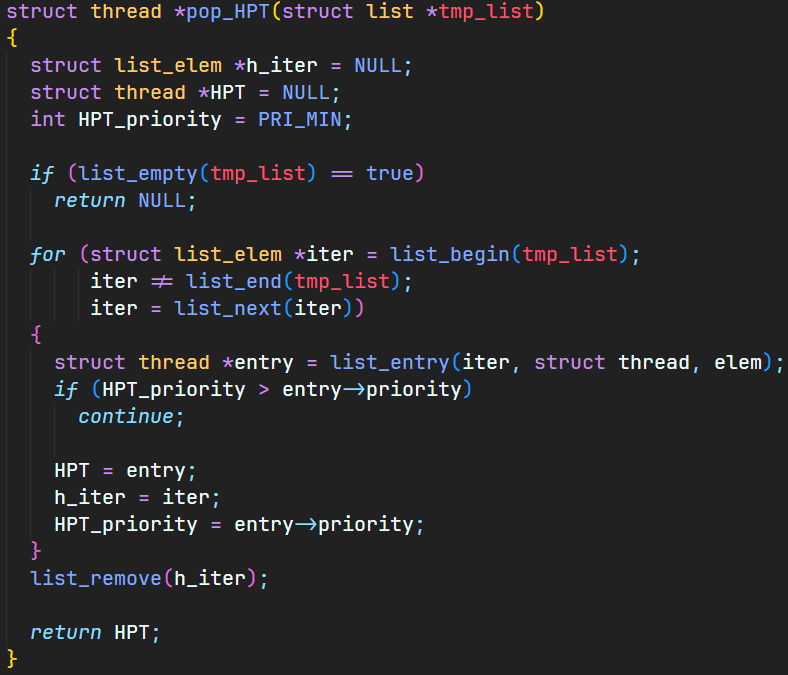 struct thread *pop_HPT(struct list *tmp_list)
{
  struct list_elem *h_iter = NULL;
  struct thread *HPT = NULL;
  int HPT_priority = PRI_MIN;

  if (list_empty(tmp_list) == true)
    return NULL;

  for (struct list_elem *iter = list_begin(tmp_list);
       iter != list_end(tmp_list);
       iter = list_next(iter))
  {
    struct thread *entry = list_entry(iter, struct thread, elem);
    if (HPT_priority > entry->priority)
      continue;

    HPT = entry;
    h_iter = iter;
    HPT_priority = entry->priority;
  }
  list_remove(h_iter);

  return HPT;
}